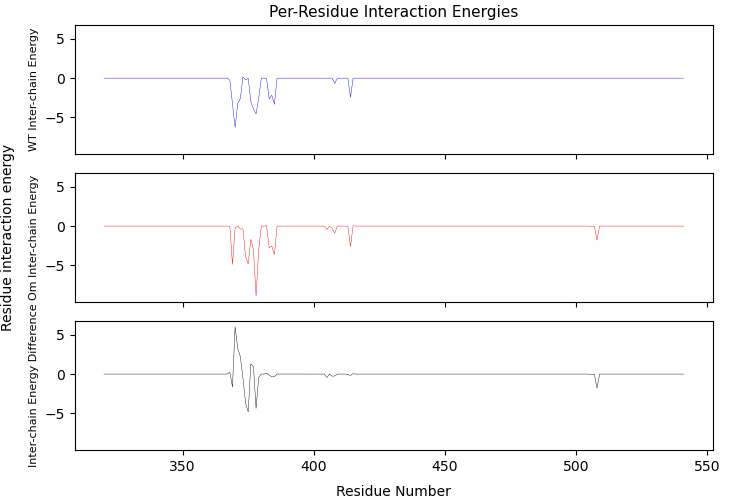 Per-Residue Interaction Energies
Residue interaction energy
WT Inter-chain Energy
5
0
−5
Om Inter-chain Energy
5
0
−5
Inter-chain Energy Difference
5
0
−5
350
400
450
500
550
Residue Number